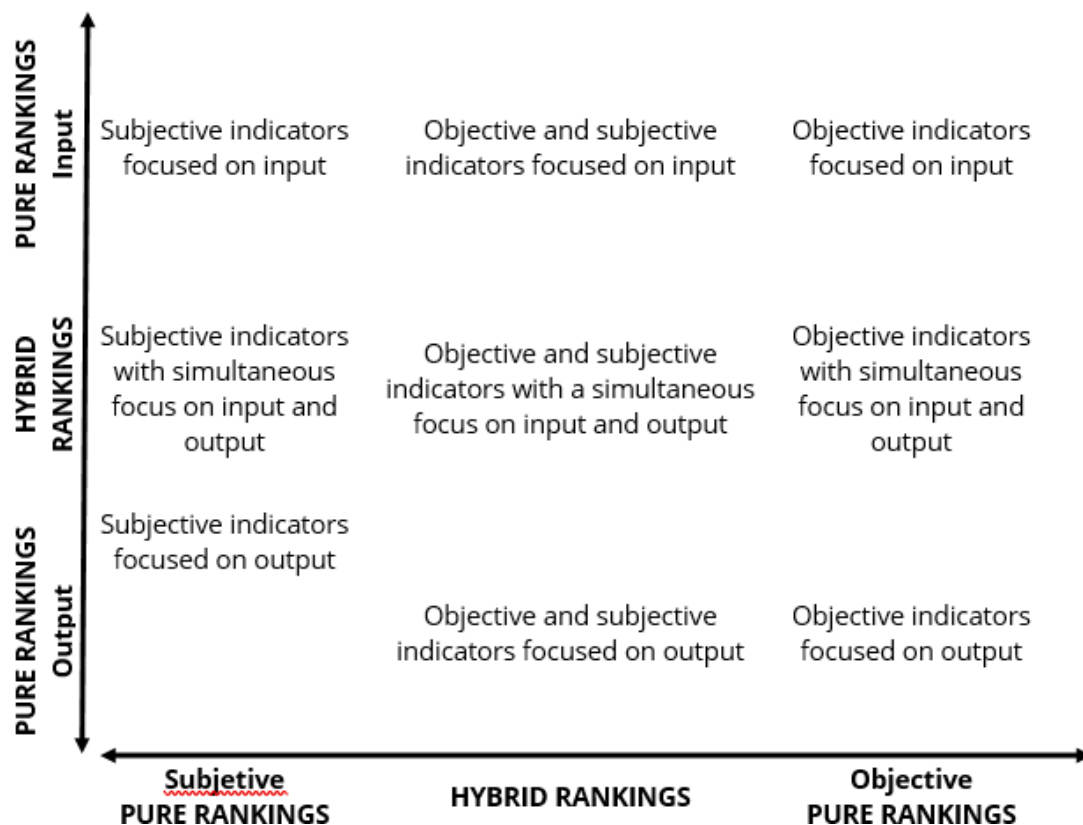 PURE RANKINGS
Input
Subjective indicators
focused on input
Objective and subjective
indicators focused on input
Objective indicators
focused on input
HYBRID
RANKINGS
Subjective indicators
with simultaneous
focus on input and
output
Objective and subjective
indicators with a simultaneous
focus on input and output
Objective indicators
with simultaneous
focus on input and
output
PURE RANKINGS
Output
Subjective indicators
focused on output
Objective and subjective
indicators focused on output
Objective indicators
focused on output
Subjetive
PURE RANKINGS
HYBRID RANKINGS
Objective
PURE RANKINGS